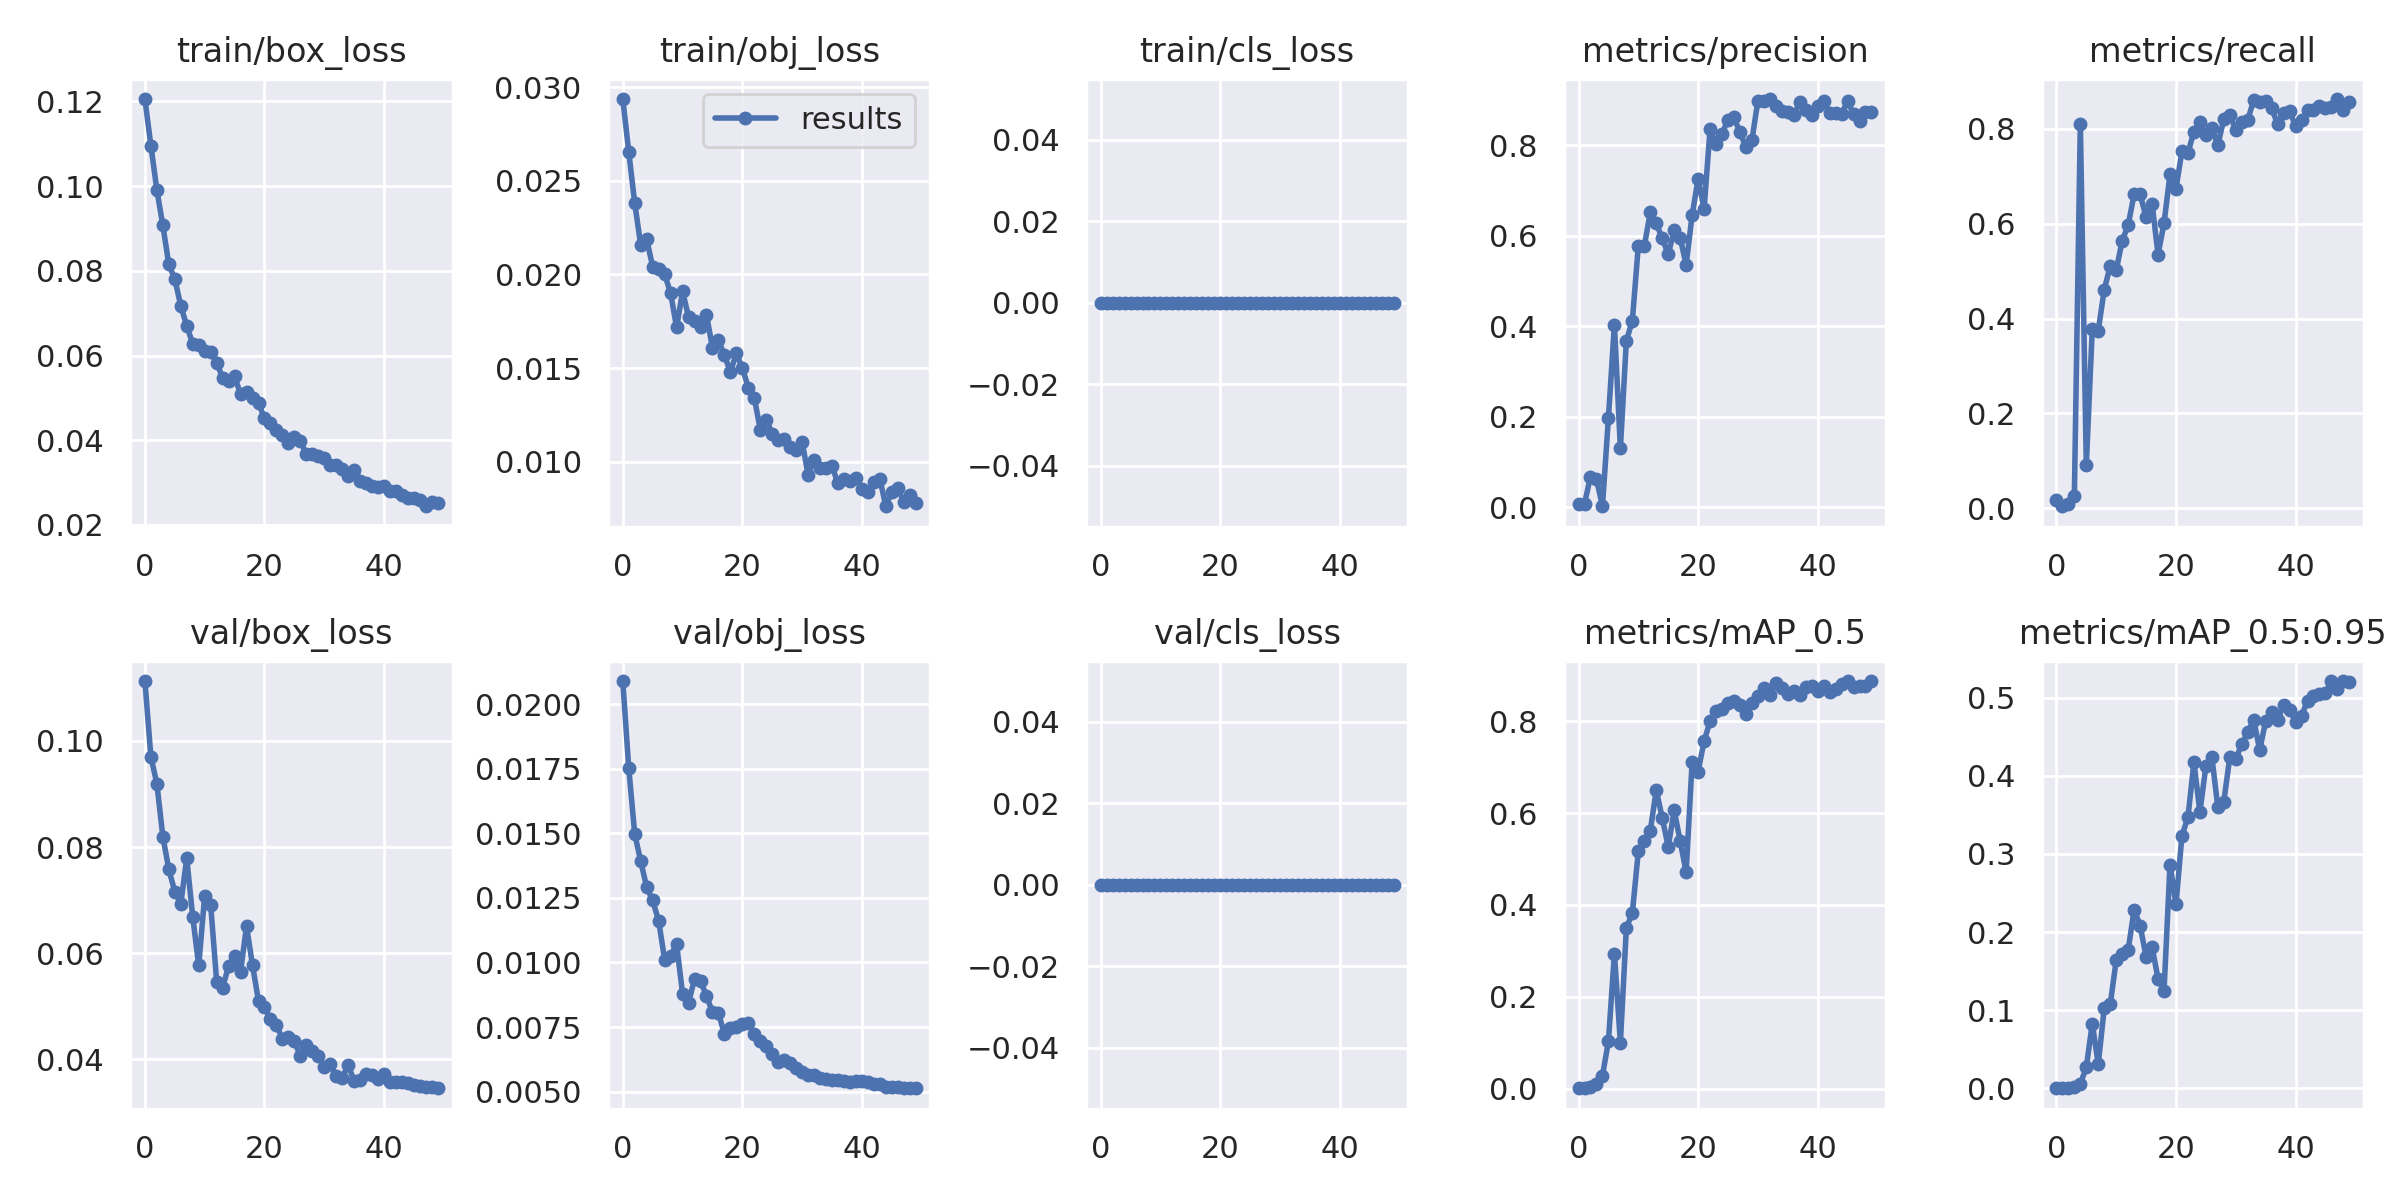 train/box_loss
0.12
0.10
0.08
0.06
0.04
0.02
0 20 40
train/obj_loss
results
0.030
0.025
0.020
0.015
0.010
0 20 40
train/cls_loss
0.04
0.02
0.00
−0.02
−0.04
0 20 40
metrics/precision
0.8
0.6
0.4
0.2
0.0
0 20 40
metrics/recall
0.8
0.6
0.4
0.2
0.0
0 20 40
val/box_loss
0.10
0.08
0.06
0.04
0 20 40
val/obj_loss
0.0200
0.0175
0.0150
0.0125
0.0100
0.0075
0.0050
0 20 40
val/cls_loss
0.04
0.02
0.00
−0.02
−0.04
0 20 40
metrics/mAP_0.5
0.8
0.6
0.4
0.2
0.0
0 20 40
metrics/mAP_0.5:0.95
0.5
0.4
0.3
0.2
0.1
0.0
0 20 40